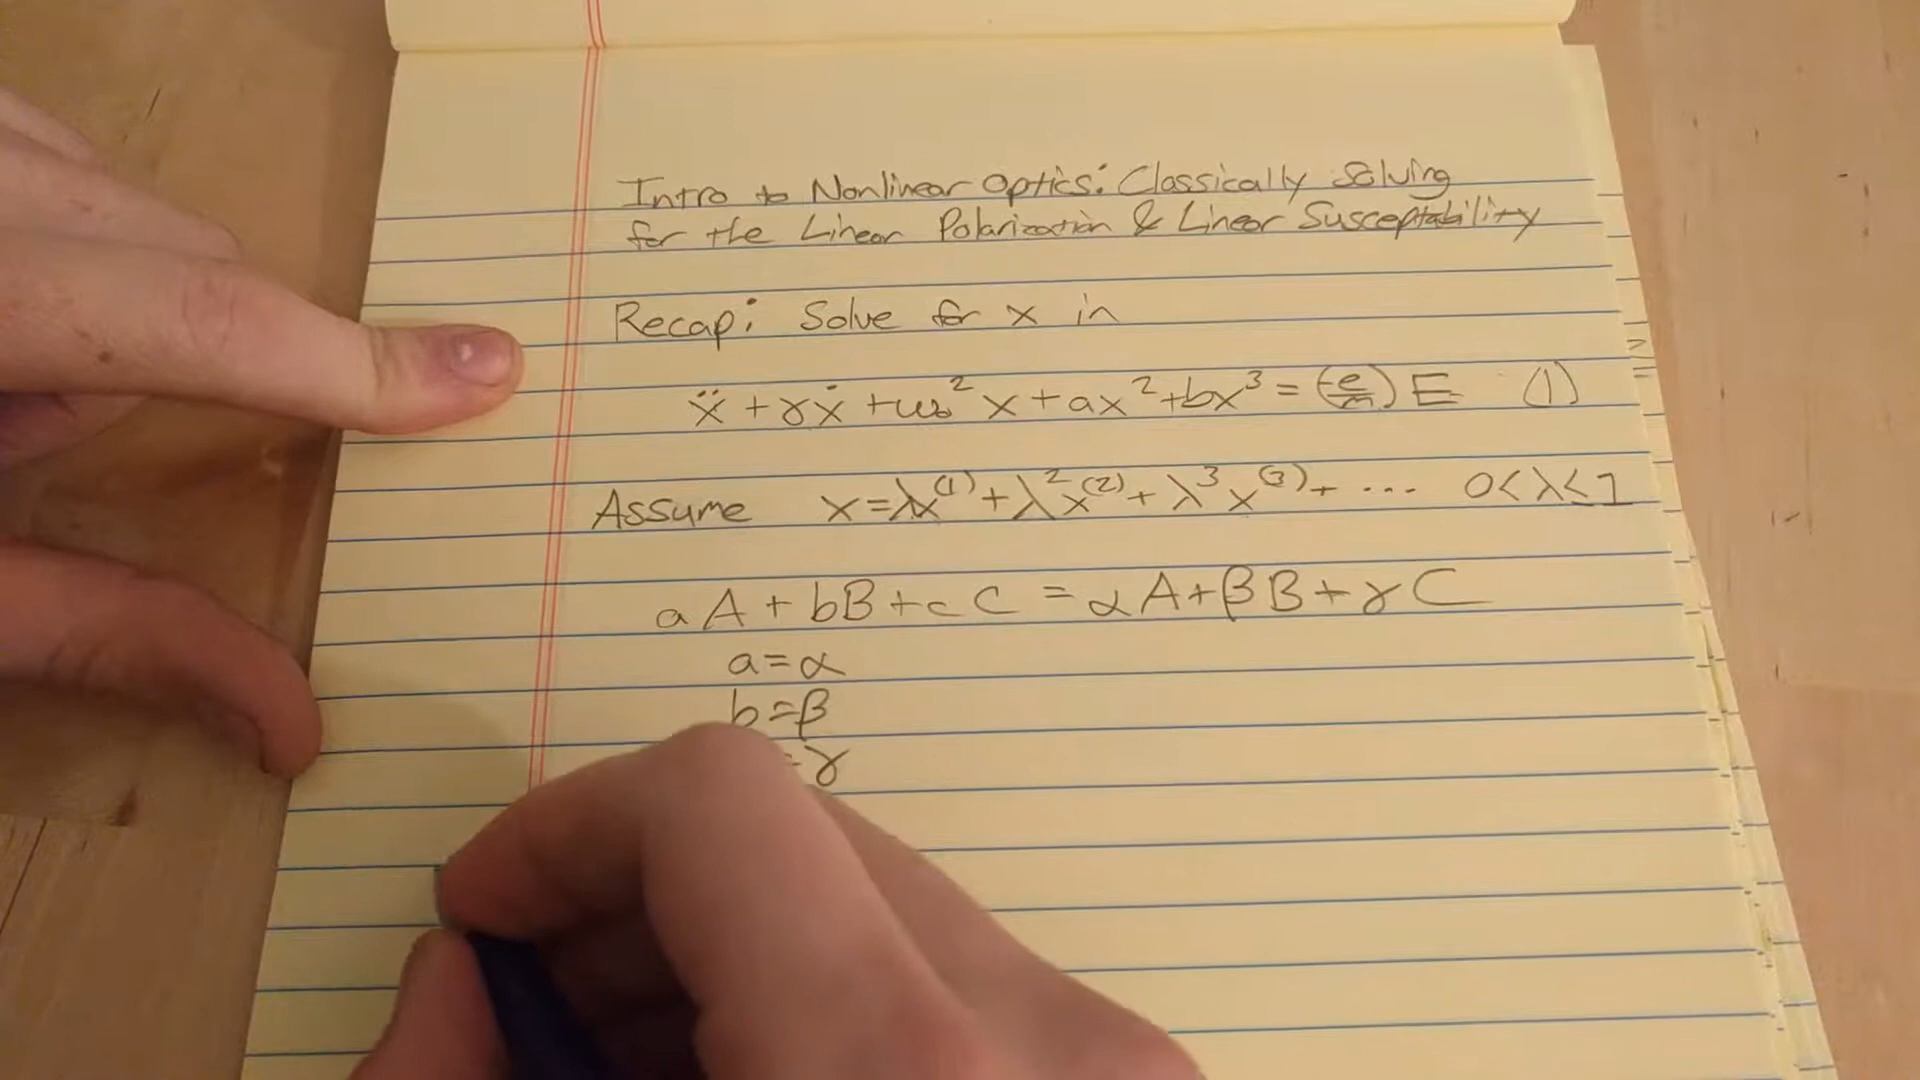 Intro to Nonlinear Optics: Classically Solving
for the Linear Polarization & Linear Susceptability
Recap: Solve for x in
ẍ + γẋ + ω₀²x + ax² + bx³ = (-e/m) E (1)
Assume x = λx⁽¹⁾ + λ²x⁽²⁾ + λ³x⁽³⁾ + ... 0 < λ < 1
aA + bB + cC = αA + βB + γC
a = α
b = β
= γ